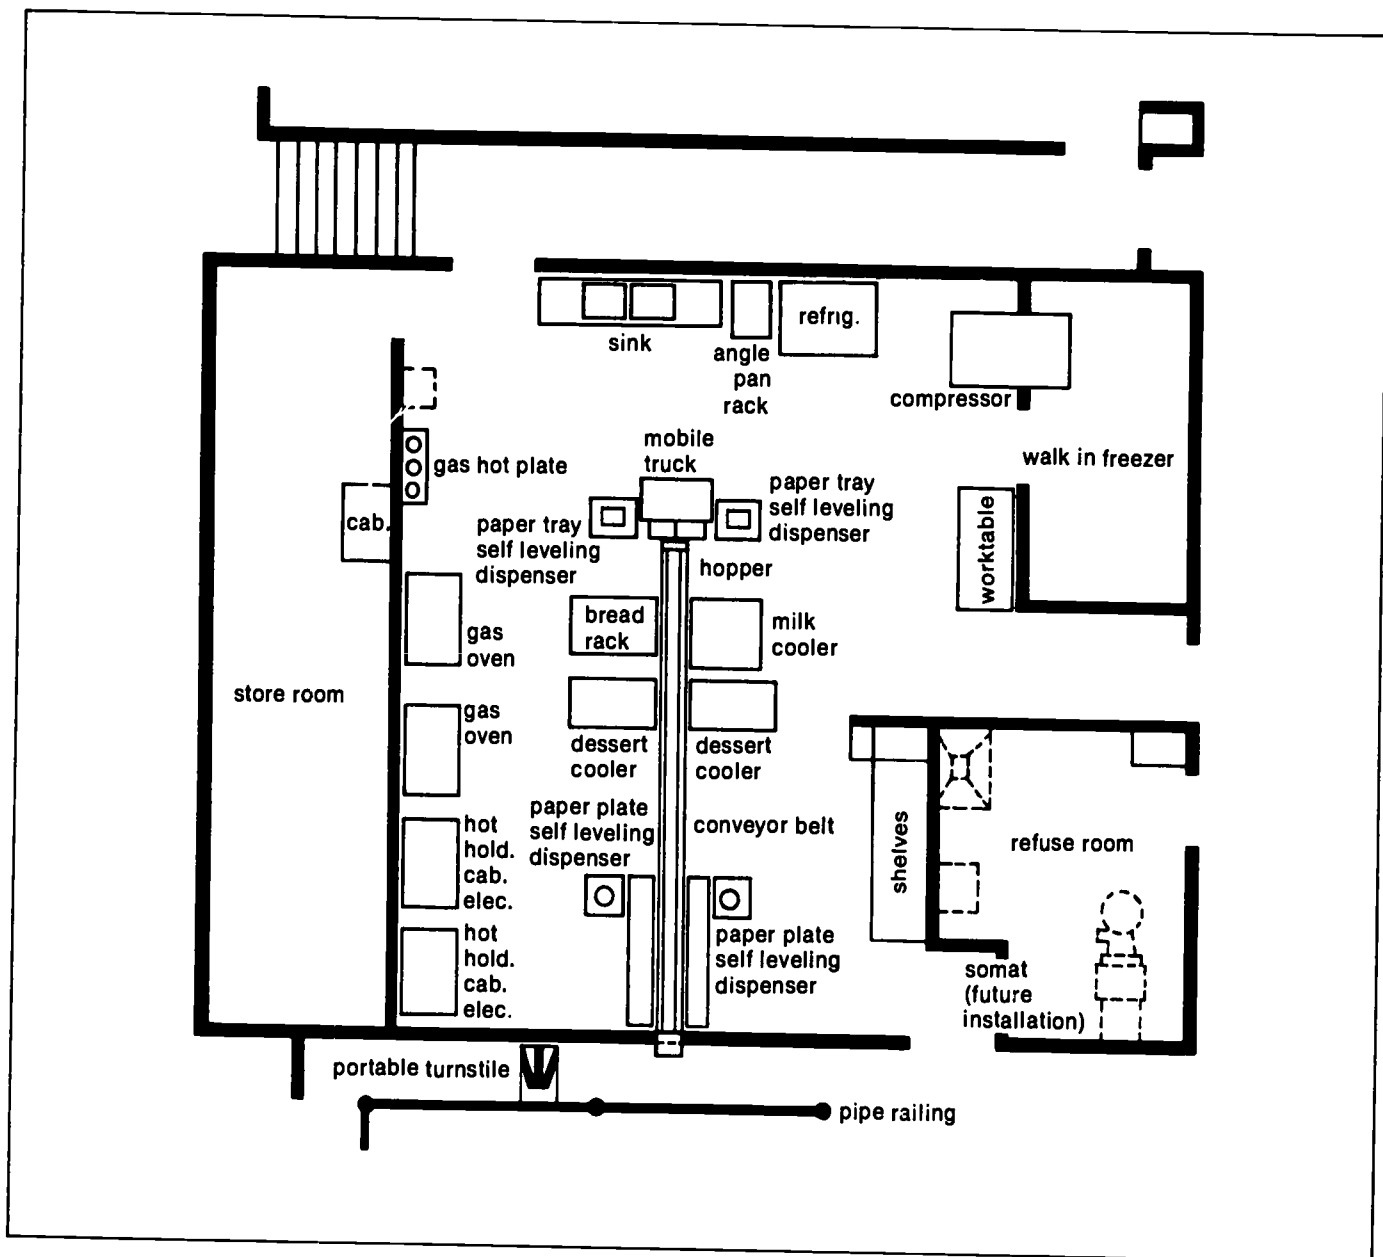 sink
angle
pan
rack
refrig.
compressor
walk in freezer
mobile
truck
gas hot plate
cab.
paper tray
self leveling
dispenser
paper tray
self leveling
dispenser
hopper
worktable
bread
rack
milk
cooler
gas
oven
store room
gas
oven
dessert
cooler
dessert
cooler
paper plate
self leveling
dispenser
conveyor belt
shelves
refuse room
hot
hold.
cab.
elec.
hot
hold.
cab.
elec.
paper plate
self leveling
dispenser
somat
(future
installation)
portable turnstile
pipe railing